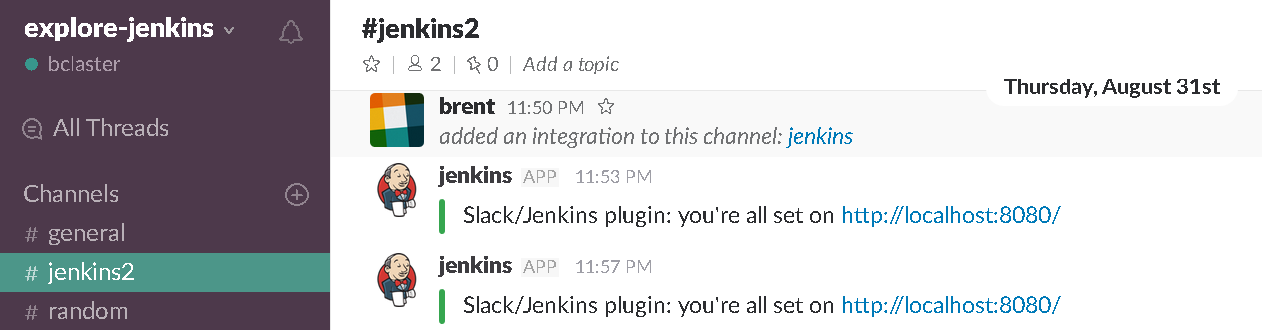 explore-jenkins
bclaster
All Threads
Channels
# general
# jenkins2
# random
#jenkins2
2 | 0 | Add a topic
Thursday, August 31st
brent 11:50 PM
added an integration to this channel: jenkins
jenkins APP 11:53 PM
Slack/Jenkins plugin: you're all set on http://localhost:8080/
jenkins APP 11:57 PM
Slack/Jenkins plugin: you're all set on http://localhost:8080/